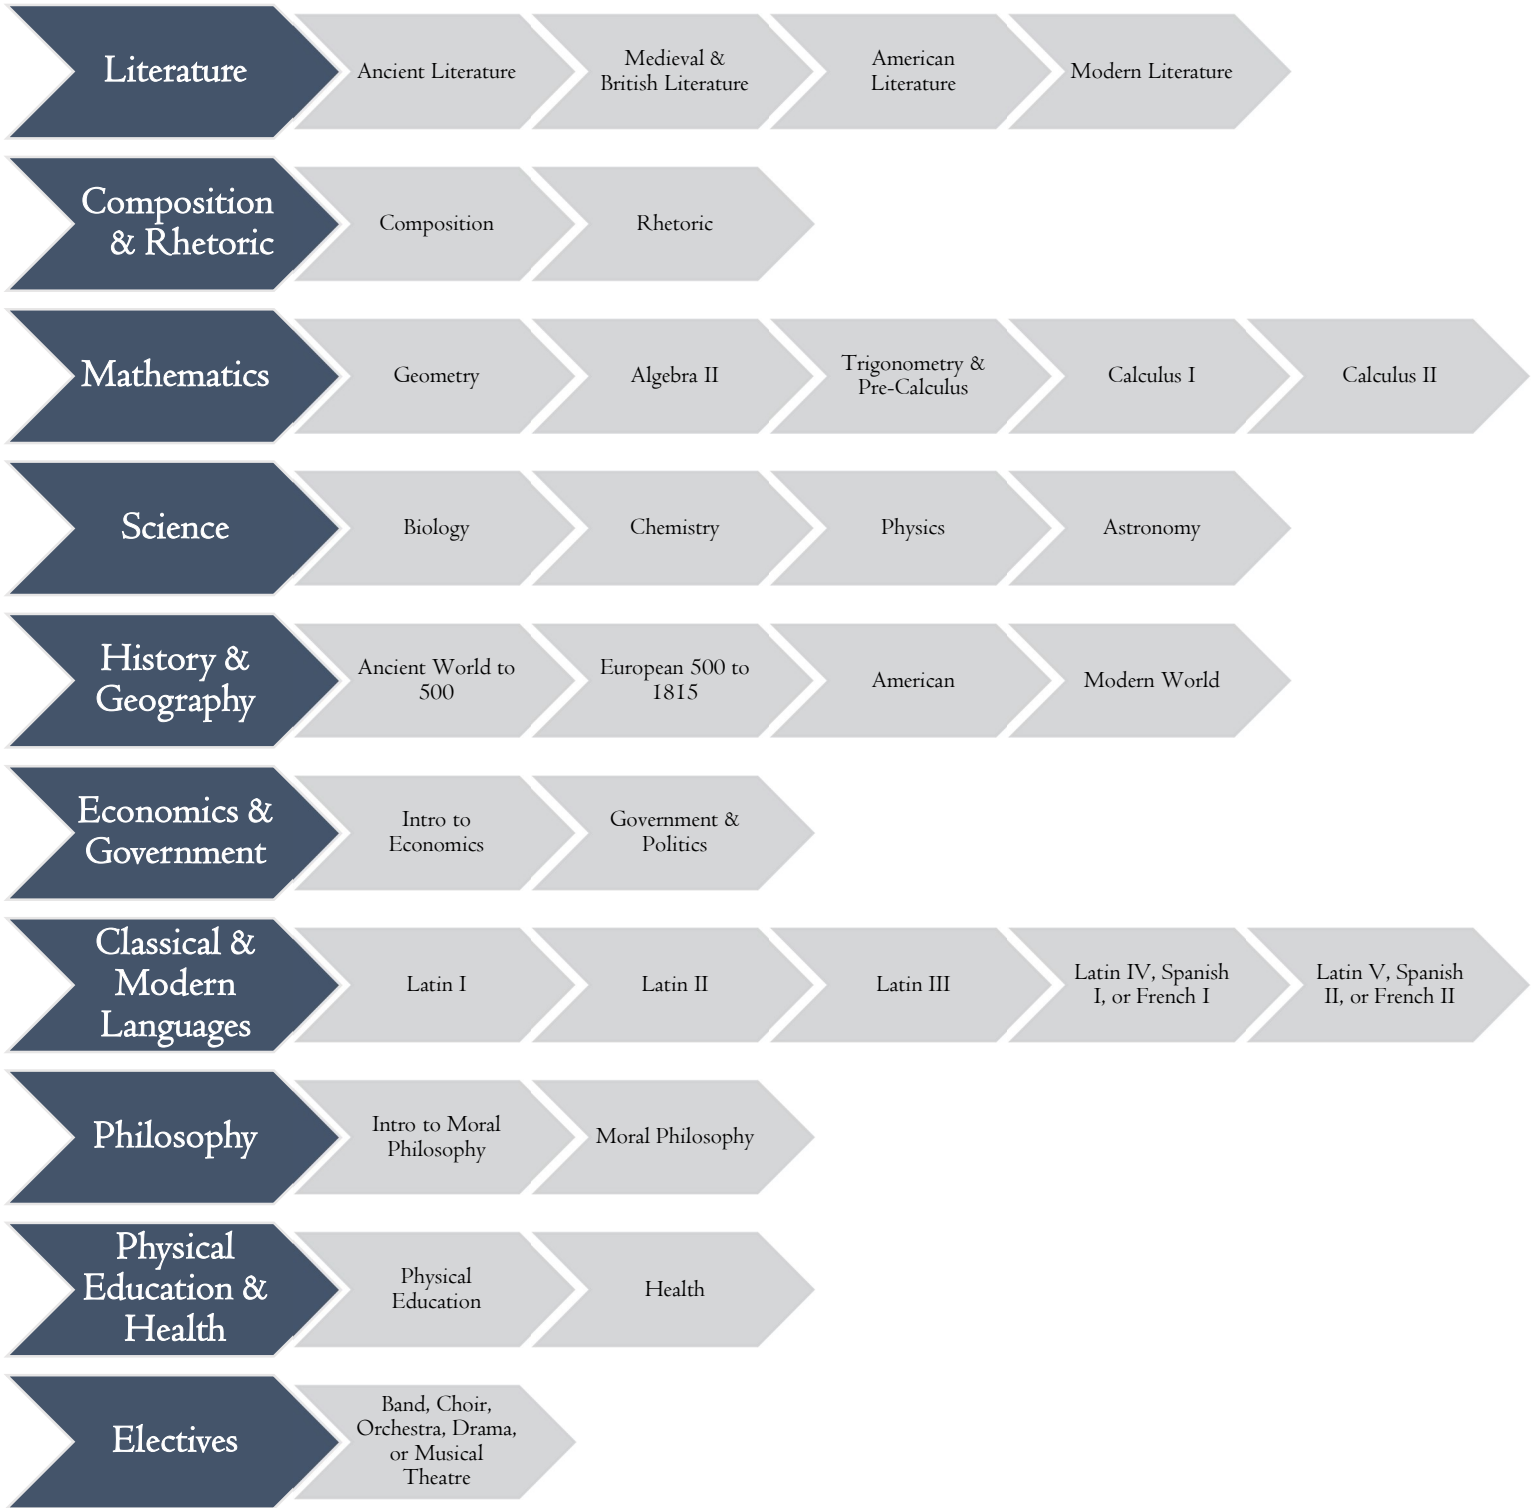 Literature
Ancient Literature
Medieval &
British Literature
American
Literature
Modern Literature
Composition
& Rhetoric
Composition
Rhetoric
Mathematics
Geometry
Algebra II
Trigonometry &
Pre-Calculus
Calculus I
Calculus II
Science
Biology
Chemistry
Physics
Astronomy
History &
Geography
Ancient World to
500
European 500 to
1815
American
Modern World
Economics &
Government
Intro to
Economics
Government &
Politics
Classical &
Modern
Languages
Latin I
Latin II
Latin III
Latin IV, Spanish
I, or French I
Latin V, Spanish
II, or French II
Philosophy
Intro to Moral
Philosophy
Moral Philosophy
Physical
Education &
Health
Physical
Education
Health
Electives
Band, Choir,
Orchestra, Drama,
or Musical
Theatre